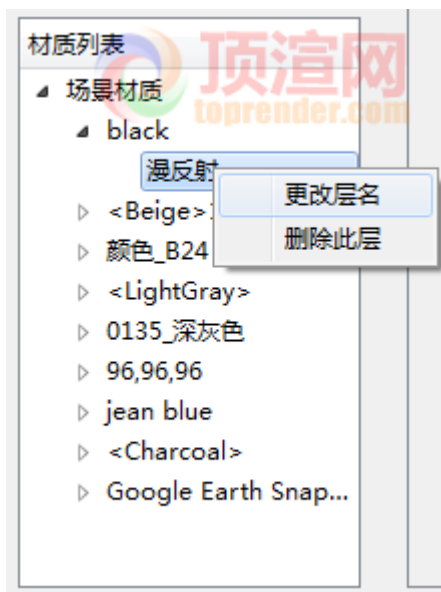 材质列表
顶渲网
toprender.com
场景材质
black
漫反射
更改层名
<Beige>
删除此层
颜色_B24
<LightGray>
0135_深灰色
96,96,96
jean blue
<Charcoal>
Google Earth Snap...